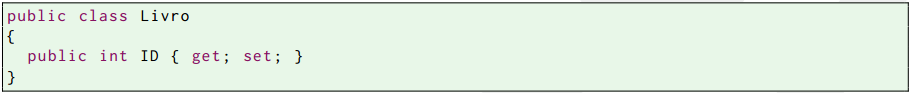 public class Livro
{
  public int ID { get; set; }
}